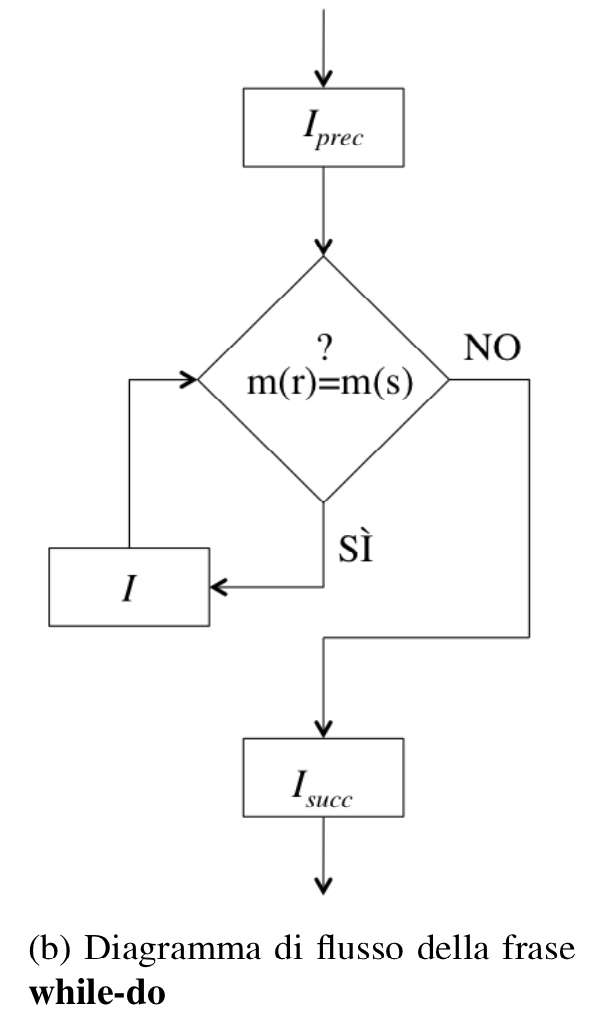 I_prec
?
m(r)=m(s)
NO
SÌ
I
I_succ
(b) Diagramma di flusso della frase
while-do